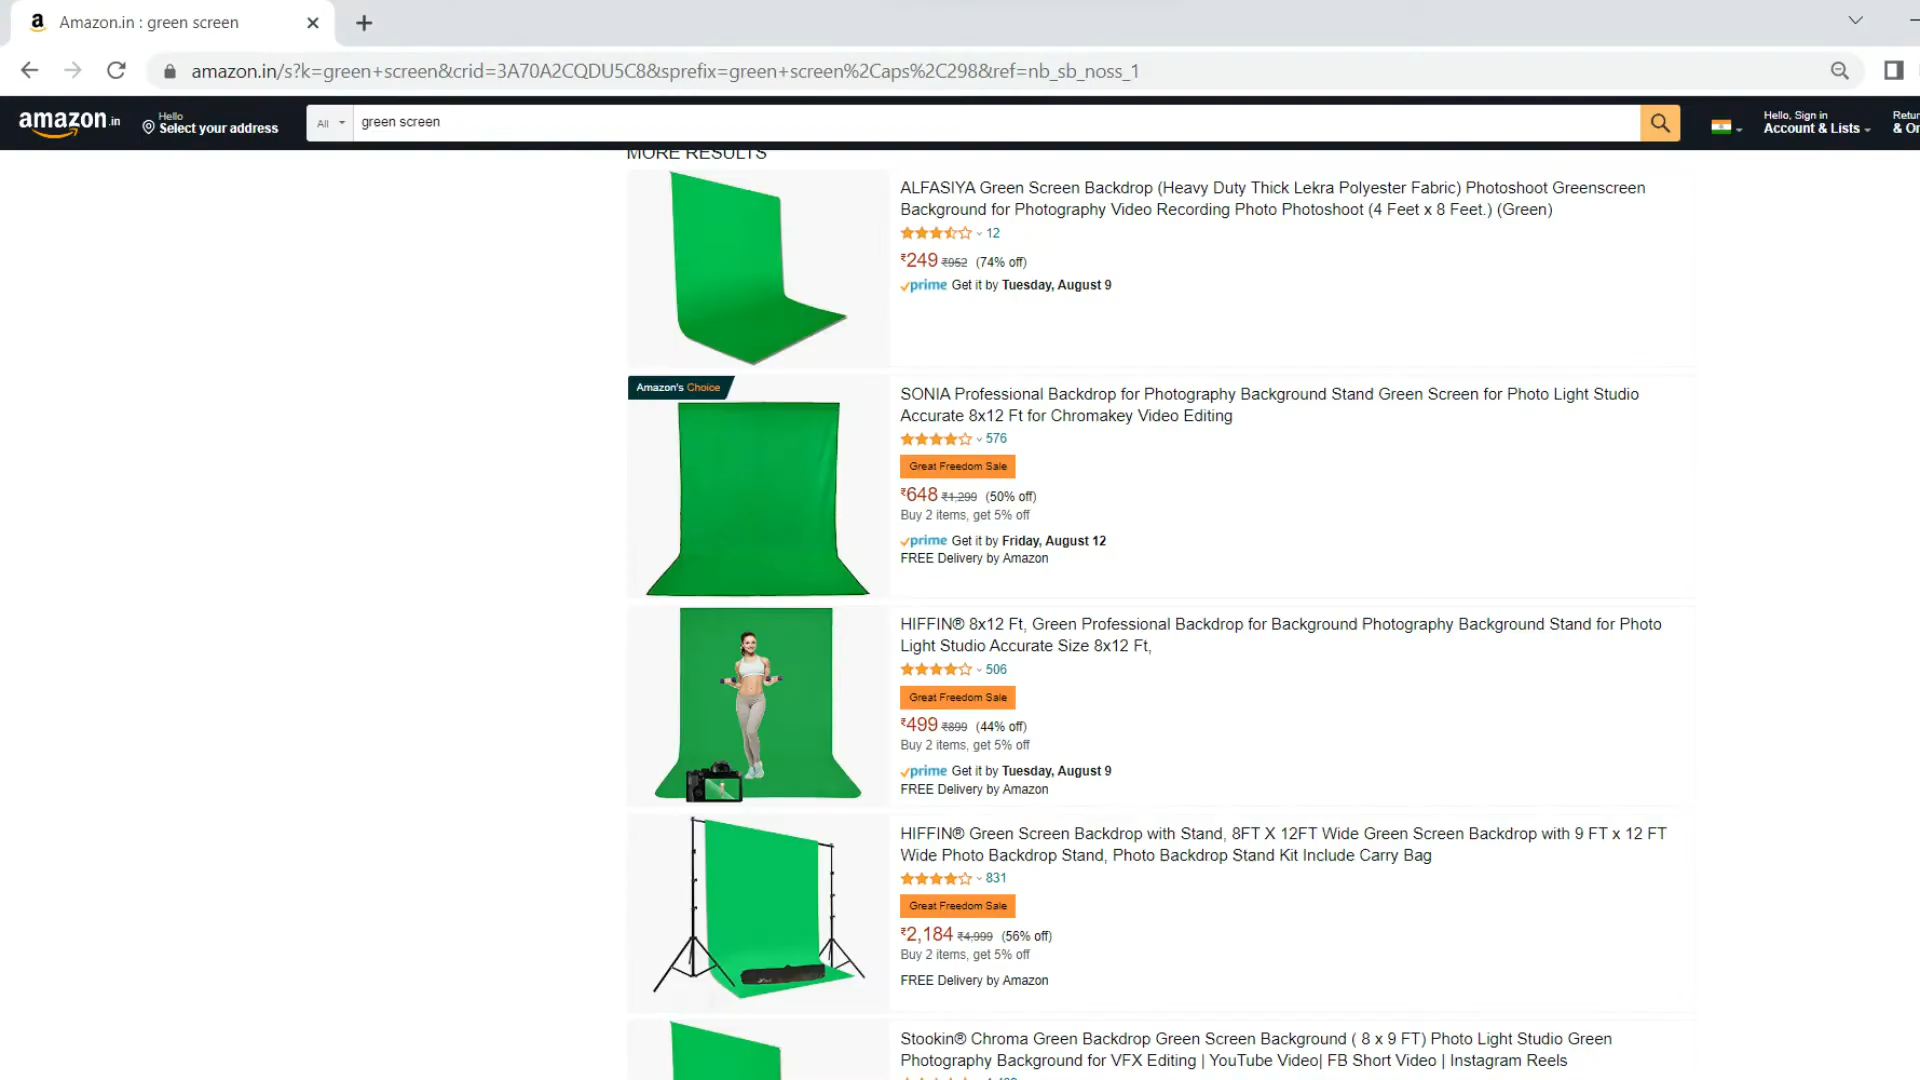 Amazon.in : green screen
amazon.in/s?k=green+screen&crid=3A70A2CQDU5C8&sprefix=green+screen%2Caps%2C298&ref=nb_sb_noss_1
amazon.in
Hello
Select your address
All
green screen
Hello, Sign in
Account & Lists
Retur
& Or
MORE RESULTS
ALFASIYA Green Screen Backdrop (Heavy Duty Thick Lekra Polyester Fabric) Photoshoot Greenscreen
Background for Photography Video Recording Photo Photoshoot (4 Feet x 8 Feet.) (Green)
12
₹249 ₹952 (74% off)
prime Get it by Tuesday, August 9
Amazon's Choice
SONIA Professional Backdrop for Photography Background Stand Green Screen for Photo Light Studio
Accurate 8x12 Ft for Chromakey Video Editing
576
Great Freedom Sale
₹648 ₹1,299 (50% off)
Buy 2 items, get 5% off
prime Get it by Friday, August 12
FREE Delivery by Amazon
HIFFIN® 8x12 Ft, Green Professional Backdrop for Background Photography Background Stand for Photo
Light Studio Accurate Size 8x12 Ft,
506
Great Freedom Sale
₹499 ₹899 (44% off)
Buy 2 items, get 5% off
prime Get it by Tuesday, August 9
FREE Delivery by Amazon
HIFFIN® Green Screen Backdrop with Stand, 8FT X 12FT Wide Green Screen Backdrop with 9 FT x 12 FT
Wide Photo Backdrop Stand, Photo Backdrop Stand Kit Include Carry Bag
831
Great Freedom Sale
₹2,184 ₹4,999 (56% off)
Buy 2 items, get 5% off
FREE Delivery by Amazon
Stookin® Chroma Green Backdrop Green Screen Background ( 8 x 9 FT) Photo Light Studio Green
Photography Background for VFX Editing | YouTube Video| FB Short Video | Instagram Reels